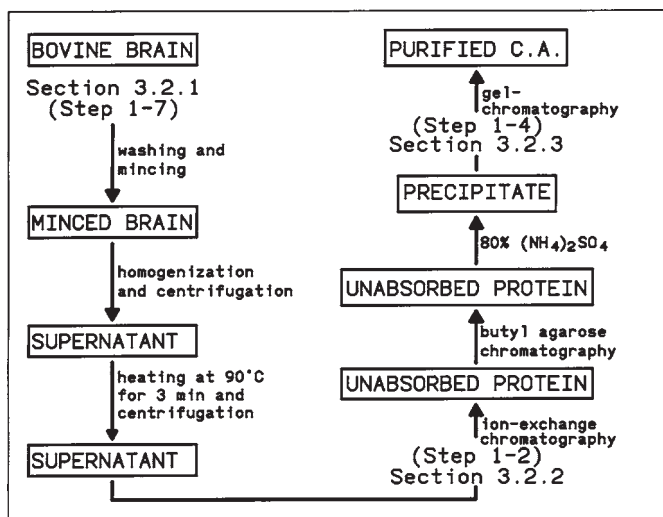 BOVINE BRAIN
Section 3.2.1
(Step 1-7)
washing and
mincing
MINCED BRAIN
homogenization
and centrifugation
SUPERNATANT
heating at 90°C
for 3 min and
centrifugation
SUPERNATANT
PURIFIED C.A.
gel-
chromatography
(Step 1-4)
Section 3.2.3
PRECIPITATE
80% (NH₄)₂SO₄
UNABSORBED PROTEIN
butyl agarose
chromatography
UNABSORBED PROTEIN
ion-exchange
chromatography
(Step 1-2)
Section 3.2.2